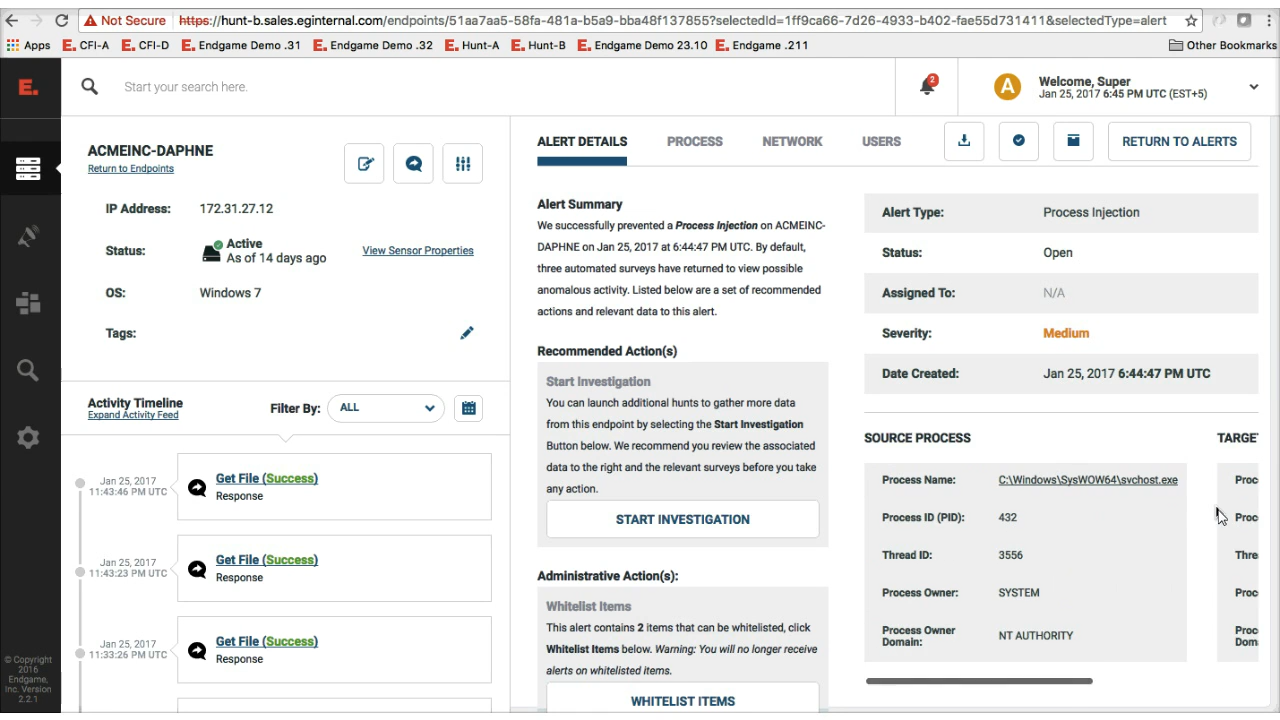 Not Secure https://hunt-b.sales.eginternal.com/endpoints/51aa7aa5-58fa-481a-b5a9-bba48f13785b?selectedId=1ff9ca66-7d26-4933-b402-fae55d731411&selectedType=alert
Apps E. CFI-A E. CFI-D E. Endgame Demo .31 E. Endgame Demo .32 E. Hunt-A E. Hunt-B E. Endgame Demo 23.10 E. Endgame .211 Other Bookmarks
E.
Start your search here.
2
A
Welcome, Super
Jan 25, 2017 6:45 PM UTC (EST+5)
ACMEINC-DAPHNE
Return to Endpoints
IP Address: 172.31.27.12
Status: Active
As of 14 days ago
View Sensor Properties
OS: Windows 7
Tags:
Activity Timeline
Expand Activity Feed
Filter By: ALL
Jan 25, 2017
11:43:46 PM UTC
Get File (Success)
Response
Jan 25, 2017
11:43:23 PM UTC
Get File (Success)
Response
Jan 25, 2017
11:33:26 PM UTC
Get File (Success)
Response
© Copyright
2016
Endgame,
Inc. Version
2.2.1
ALERT DETAILS PROCESS NETWORK USERS RETURN TO ALERTS
Alert Summary
We successfully prevented a Process Injection on ACMEINC-
DAPHNE on Jan 25, 2017 at 6:44:47 PM UTC. By default,
three automated surveys have returned to view possible
anomalous activity. Listed below are a set of recommended
actions and relevant data to this alert.
Recommended Action(s)
Start Investigation
You can launch additional hunts to gather more data
from this endpoint by selecting the Start Investigation
Button below. We recommend you review the associated
data to the right and the relevant surveys before you take
any action.
START INVESTIGATION
Administrative Action(s):
Whitelist Items
This alert contains 2 items that can be whitelisted, click
Whitelist Items below. Warning: You will no longer receive
alerts on whitelisted items.
WHITELIST ITEMS
Alert Type: Process Injection
Status: Open
Assigned To: N/A
Severity: Medium
Date Created: Jan 25, 2017 6:44:47 PM UTC
SOURCE PROCESS
Process Name: C:\Windows\SysWOW64\svchost.exe
Process ID (PID): 432
Thread ID: 3556
Process Owner: SYSTEM
Process Owner
Domain:
NT AUTHORITY
TARGE
Proc
Proc
Thre
Proc
Proc
Dom